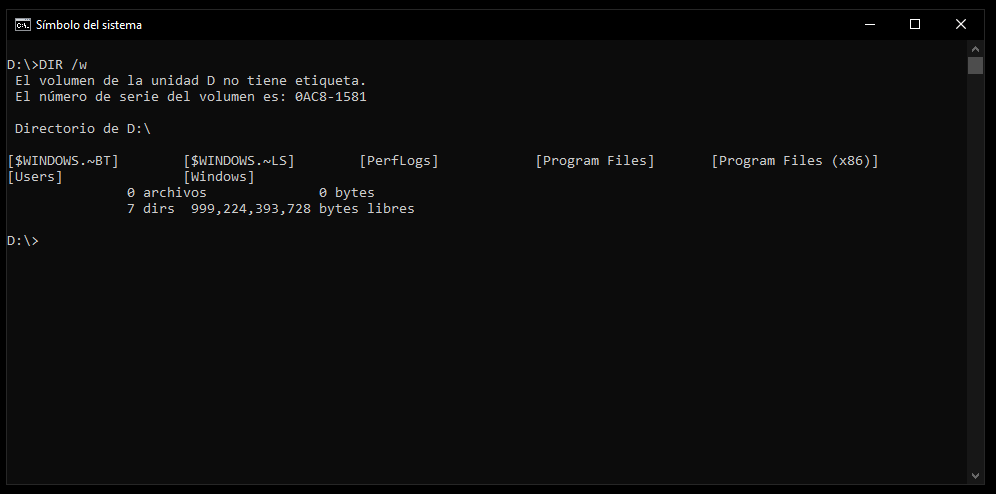 Símbolo del sistema
D:\>DIR /w
El volumen de la unidad D no tiene etiqueta.
El número de serie del volumen es: 0AC8-1581
Directorio de D:\
[$WINDOWS.~BT] [$WINDOWS.~LS] [PerfLogs] [Program Files] [Program Files (x86)]
[Users] [Windows]
0 archivos 0 bytes
7 dirs 999,224,393,728 bytes libres
D:\>